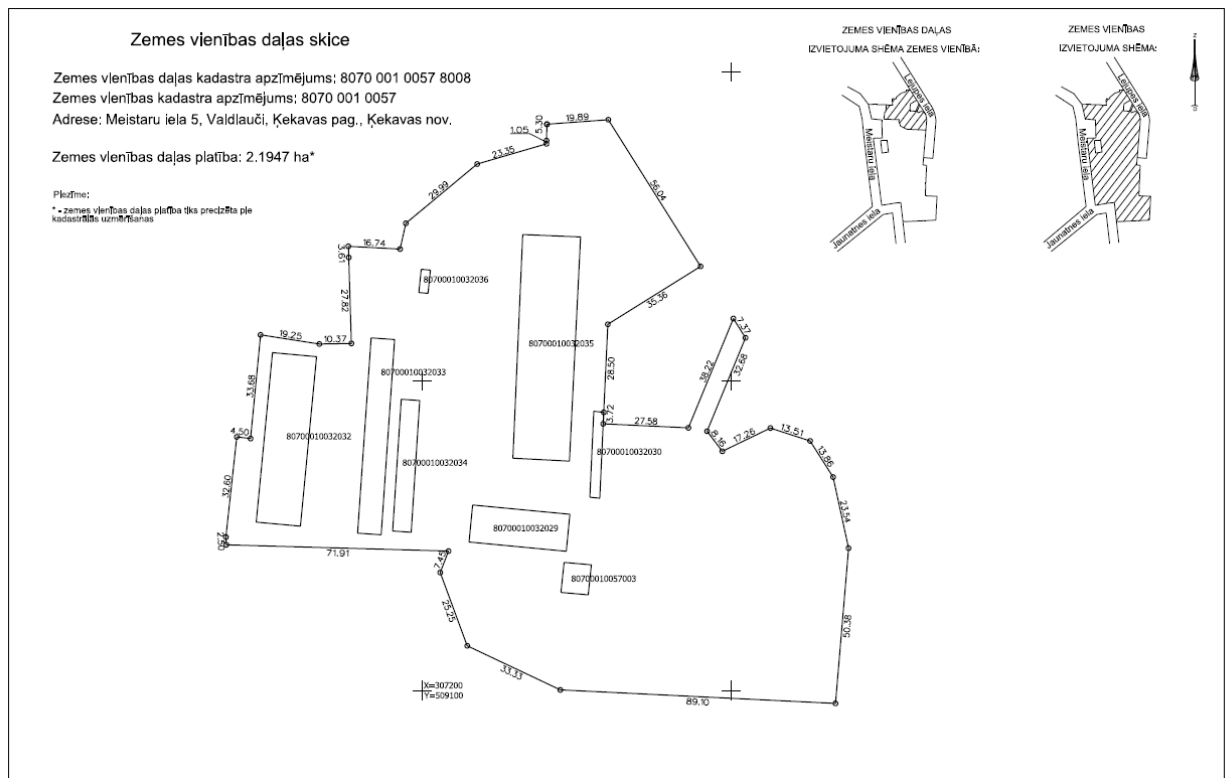 Zemes vienības daļas skice
Zemes vienības daļas kadastra apzīmējums: 8070 001 0057 8008
Zemes vienības kadastra apzīmējums: 8070 001 0057
Adrese: Meistaru iela 5, Valdlauči, Ķekavas pag., Ķekavas nov.
Zemes vienības daļas platība: 2.1947 ha*
Piezīme:
* - zemes vienības daļas platība tiks precizēta pie
kadastrālās uzmērīšanas
ZEMES VIENĪBAS DAĻAS
IZVIETOJUMA SHĒMA ZEMES VIENĪBĀ:
Lejupes iela
Meistaru iela
Jaunatnes iela
ZEMES VIENĪBAS
IZVIETOJUMA SHĒMA:
Lejupes iela
Meistaru iela
Jaunatnes iela
Z
19.89
5.30
1.05
23.35
29.99
56.04
16.74
3.61
27.82
35.36
80700010032036
7.37
19.25
10.37
80700010032035
28.50
38.22
32.68
33.68
80700010032033
3.72
27.58
4.50
80700010032032
8.16
17.26
13.51
13.86
80700010032030
80700010032034
32.60
23.54
80700010032029
2.50
71.91
7.45
80700010057003
25.25
50.38
33.33
X=307200
Y=509100
89.10